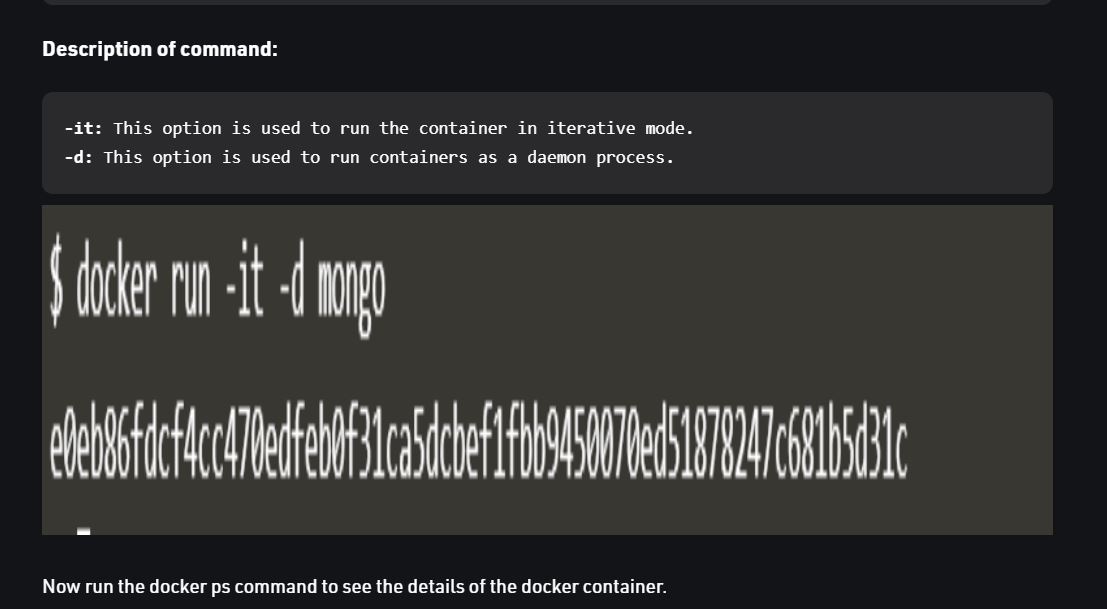 Description of command:
-it: This option is used to run the container in iterative mode.
-d: This option is used to run containers as a daemon process.
$ docker run -it -d mongo
e0eb86fdcf4cc470edfeb0f31ca5dcbef1fbb9450070ed51878247c681b5d31c
Now run the docker ps command to see the details of the docker container.